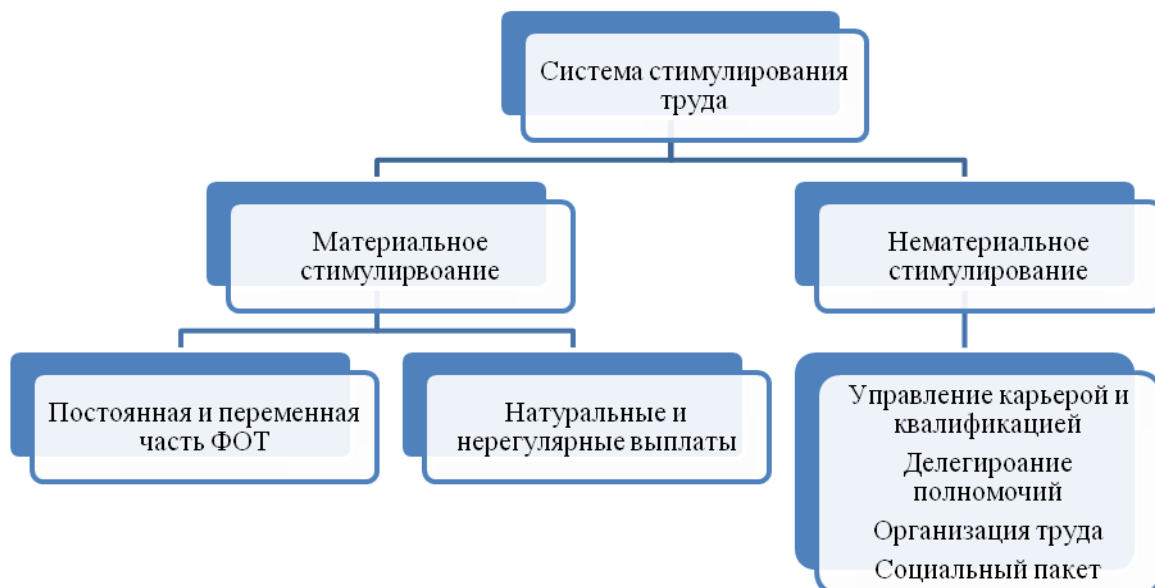 Система стимулирования
труда
Материальное
стимулирвоание
Нематериальное
стимулирование
Постоянная и переменная
часть ФОТ
Натуральные и
нерегулярные выплаты
Управление карьерой и
квалификацией
Делегироание
полномочий
Организация труда
Социальный пакет